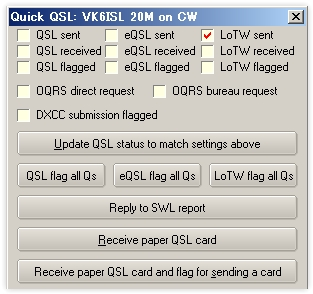 Quick QSL: VK6ISL 20M on CW
QSL sent eQSL sent LoTW sent
QSL received eQSL received LoTW received
QSL flagged eQSL flagged LoTW flagged
OQRS direct request OQRS bureau request
DXCC submission flagged
Update QSL status to match settings above
QSL flag all Qs eQSL flag all Qs LoTW flag all Qs
Reply to SWL report
Receive paper QSL card
Receive paper QSL card and flag for sending a card